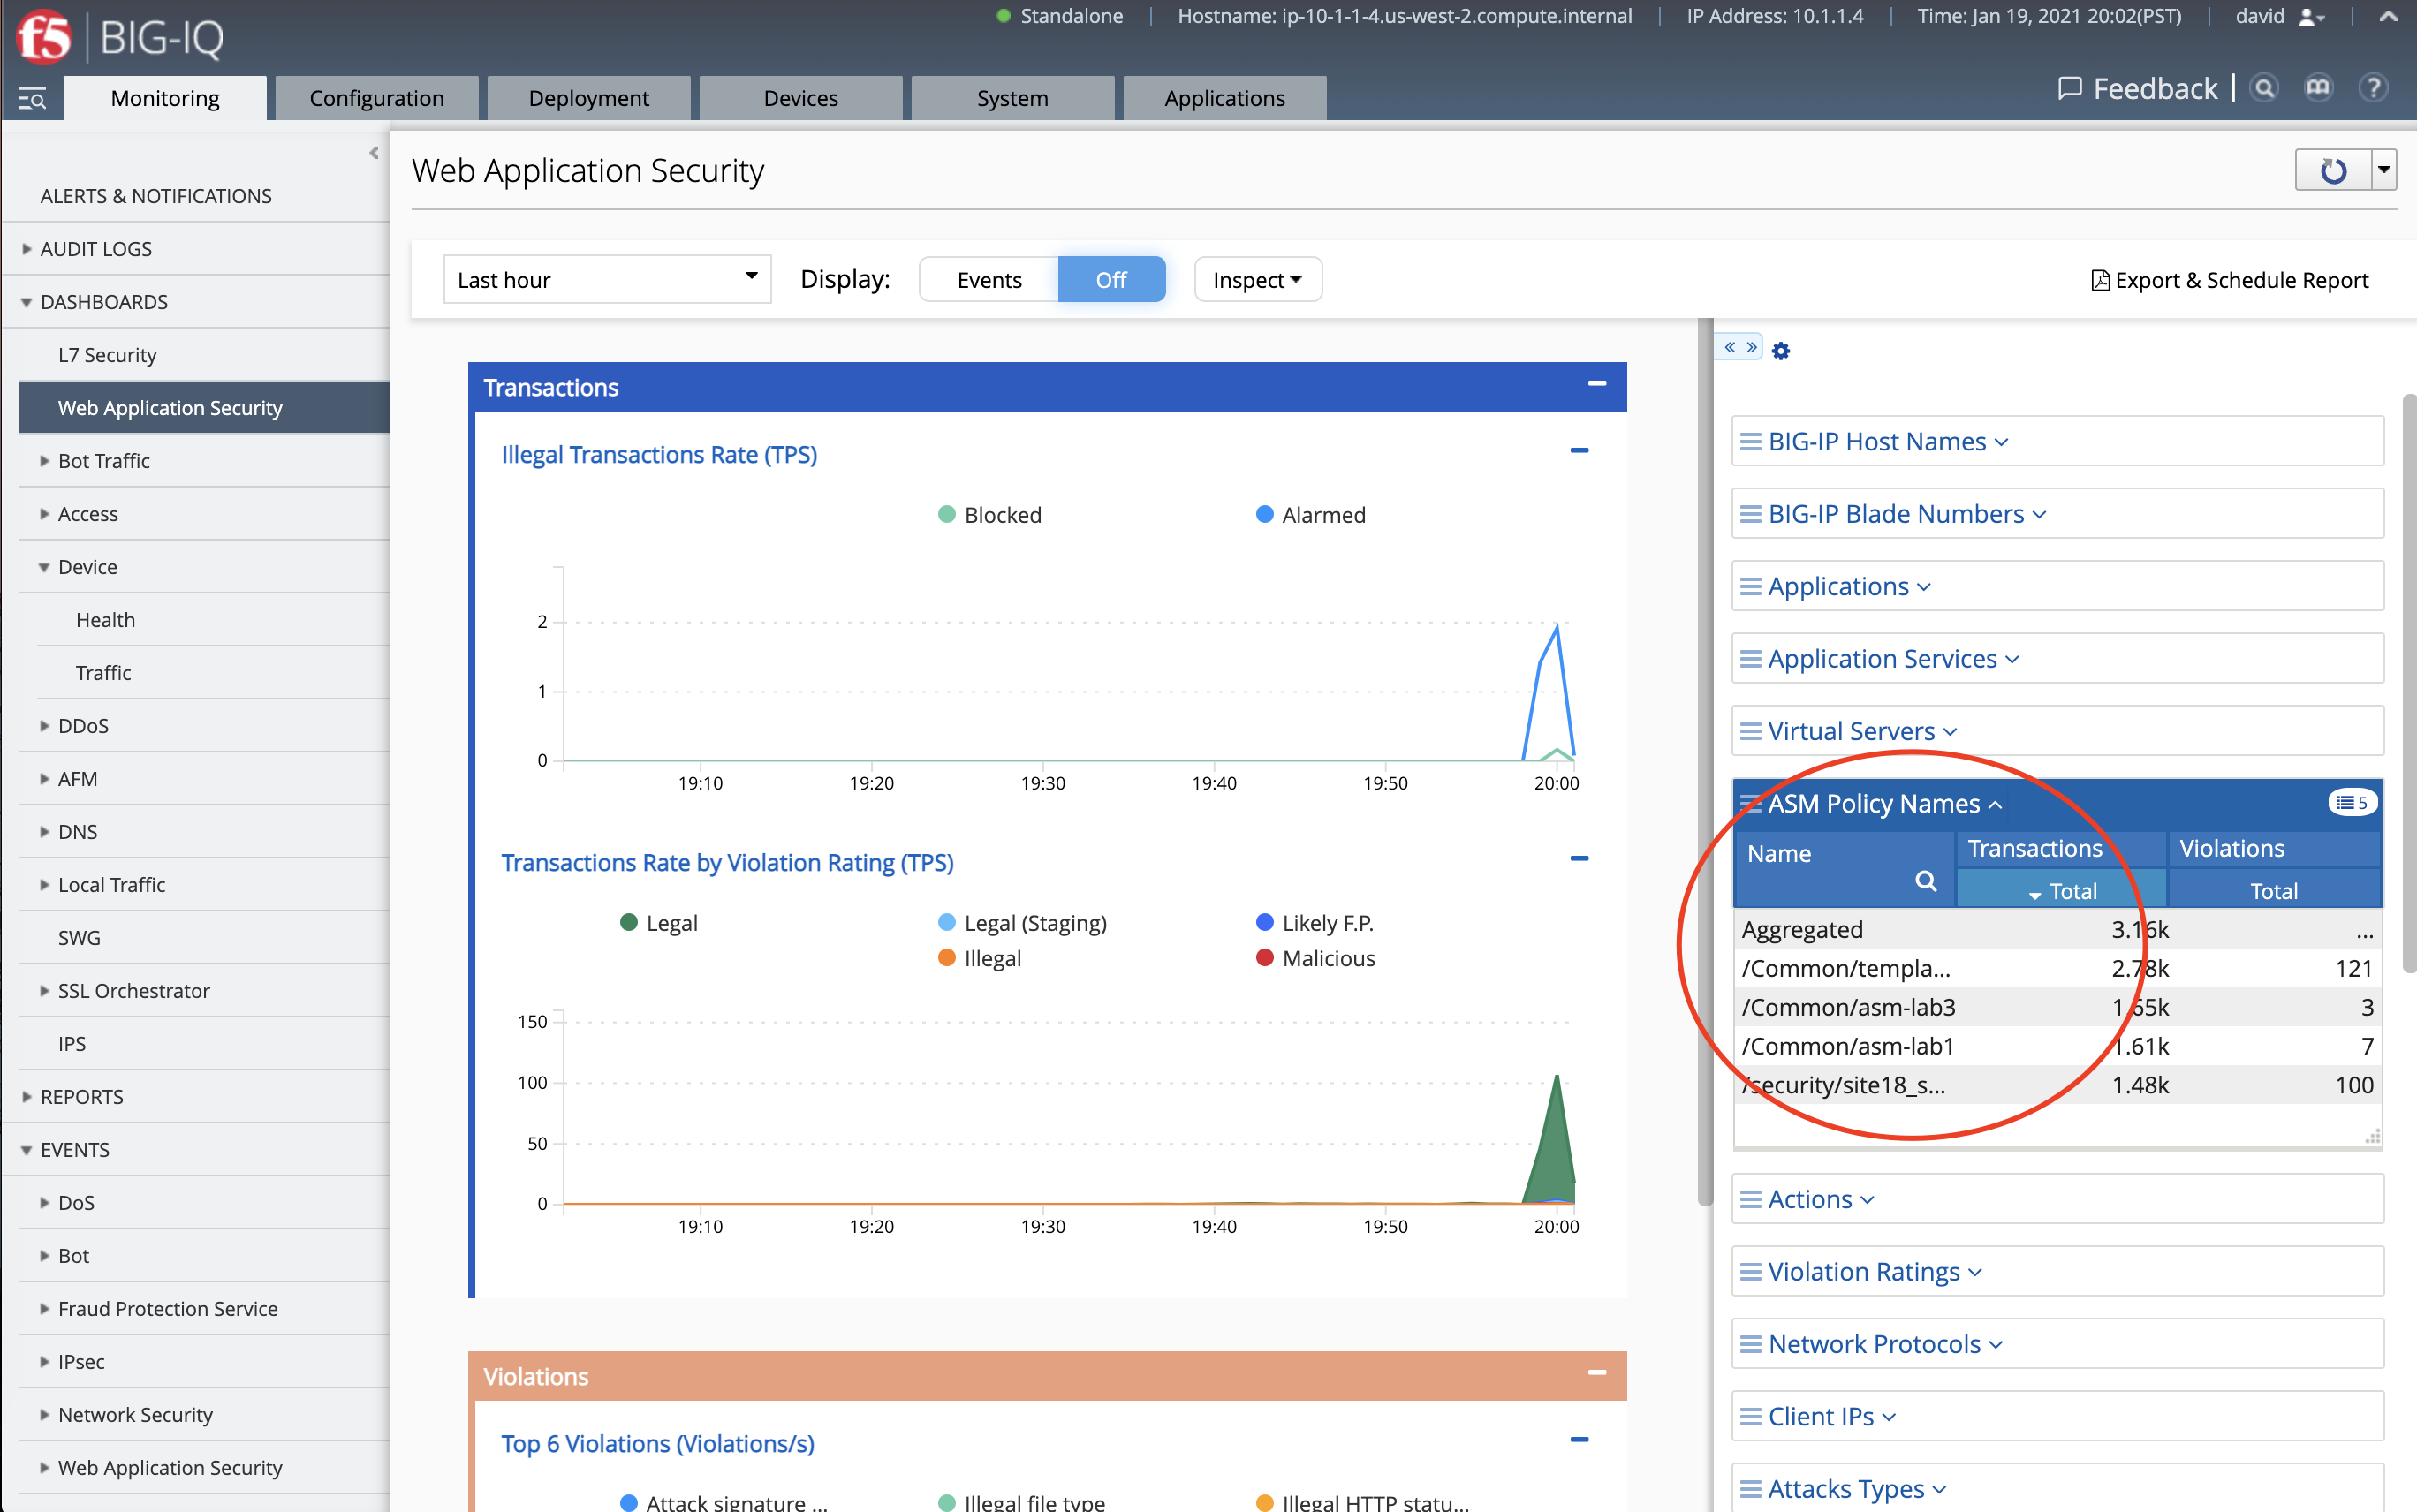 f5 BIG-IQ
Standalone | Hostname: ip-10-1-1-4.us-west-2.compute.internal | IP Address: 10.1.1.4 | Time: Jan 19, 2021 20:02(PST) | david
Monitoring Configuration Deployment Devices System Applications
Feedback
ALERTS & NOTIFICATIONS
AUDIT LOGS
DASHBOARDS
L7 Security
Web Application Security
Bot Traffic
Access
Device
Health
Traffic
DDoS
AFM
DNS
Local Traffic
SWG
SSL Orchestrator
IPS
REPORTS
EVENTS
DoS
Bot
Fraud Protection Service
IPsec
Network Security
Web Application Security
Web Application Security
Last hour Display: Events Off Inspect Export & Schedule Report
Transactions
Illegal Transactions Rate (TPS)
Blocked Alarmed
2
1
0
19:10 19:20 19:30 19:40 19:50 20:00
Transactions Rate by Violation Rating (TPS)
Legal Legal (Staging) Likely F.P.
Illegal Malicious
150
100
50
0
19:10 19:20 19:30 19:40 19:50 20:00
Violations
Top 6 Violations (Violations/s)
Attack signature ... Illegal file type Illegal HTTP statu...
« »
BIG-IP Host Names
BIG-IP Blade Numbers
Applications
Application Services
Virtual Servers
ASM Policy Names 5
Name Transactions Violations
Total Total
Aggregated 3.16k ...
/Common/templa... 2.78k 121
/Common/asm-lab3 1.65k 3
/Common/asm-lab1 1.61k 7
/security/site18_s... 1.48k 100
Actions
Violation Ratings
Network Protocols
Client IPs
Attacks Types